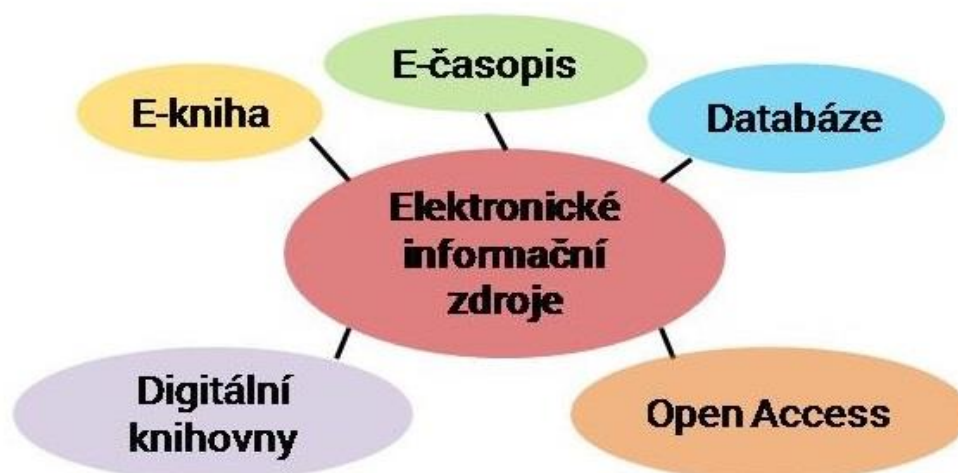 E-časopis
E-kniha
Databáze
Elektronické
informační
zdroje
Digitální
knihovny
Open Access